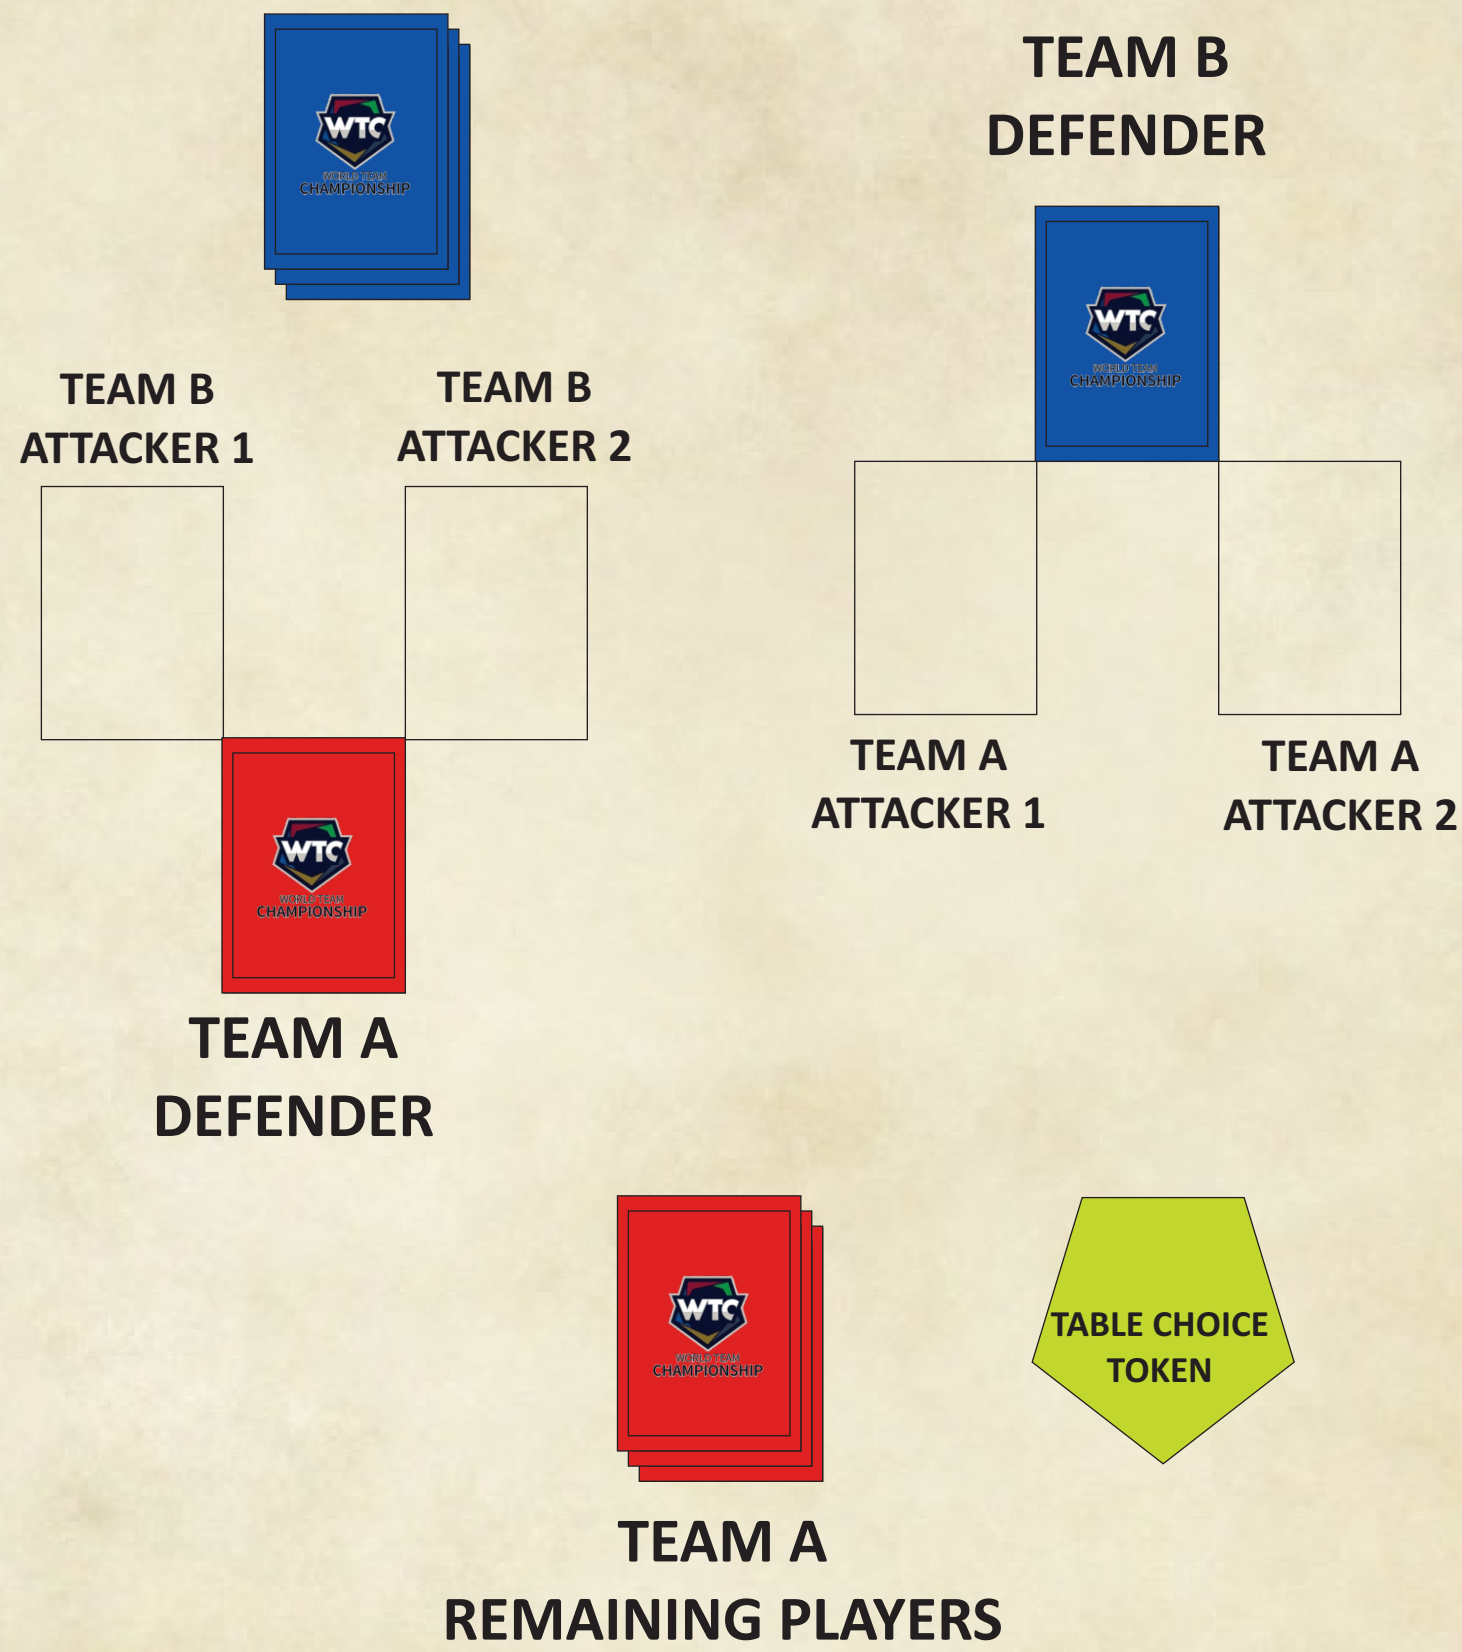 WTC
WORLD TEAM
CHAMPIONSHIP
TEAM B
DEFENDER
WTC
WORLD TEAM
CHAMPIONSHIP
TEAM B
ATTACKER 1
TEAM B
ATTACKER 2
TEAM A
ATTACKER 1
TEAM A
ATTACKER 2
WTC
WORLD TEAM
CHAMPIONSHIP
TEAM A
DEFENDER
WTC
WORLD TEAM
CHAMPIONSHIP
TABLE CHOICE
TOKEN
TEAM A
REMAINING PLAYERS